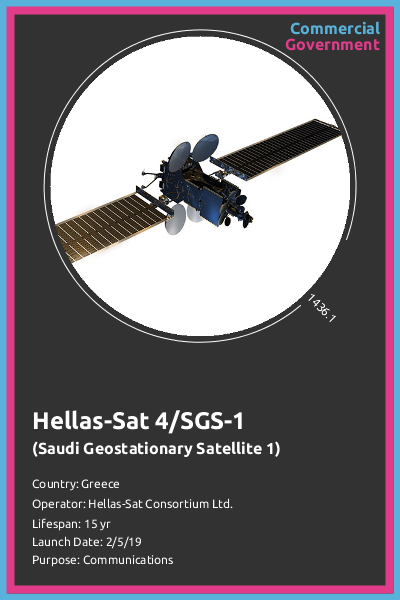 Commercial
Government
1436.1
Hellas-Sat 4/SGS-1
(Saudi Geostationary Satellite 1)
Country: Greece
Operator: Hellas-Sat Consortium Ltd.
Lifespan: 15 yr
Launch Date: 2/5/19
Purpose: Communications